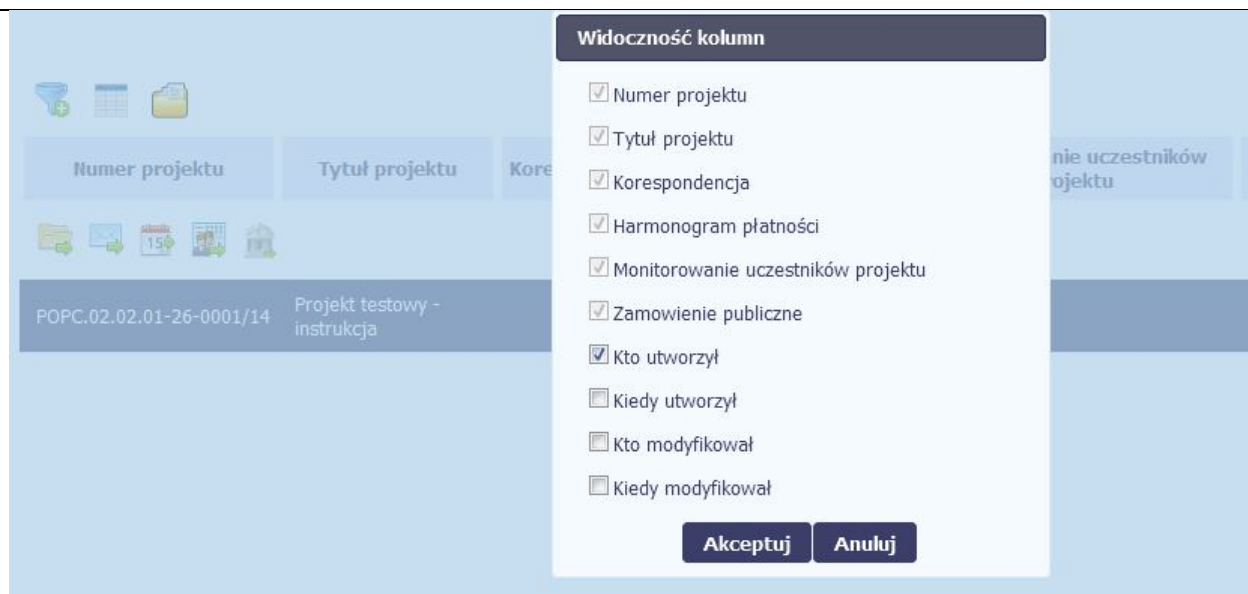 Widoczność kolumn
Numer projektu
Tytuł projektu
Korespondencja
Harmonogram płatności
Monitorowanie uczestników projektu
Zamowienie publiczne
Kto utworzył
Kiedy utworzył
Kto modyfikował
Kiedy modyfikował
Akceptuj Anuluj
Numer projektu Tytuł projektu Kore nie uczestników
ojektu
15
POPC.02.02.01-26-0001/14 Projekt testowy -
instrukcja